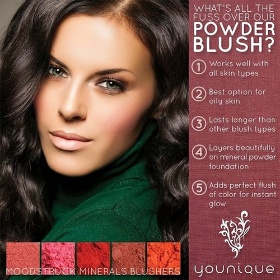 WHAT'S ALL THE
FUSS OVER OUR
POWDER
BLUSH?
1 Works well with
all skin types
2 Best option for
oily skin
3 Lasts longer than
other blush types
4 Layers beautifully
on mineral powder
foundation
5 Adds perfect flush
of color for instant
glow
MOODSTRUCK MINERALS BLUSHERS
younique